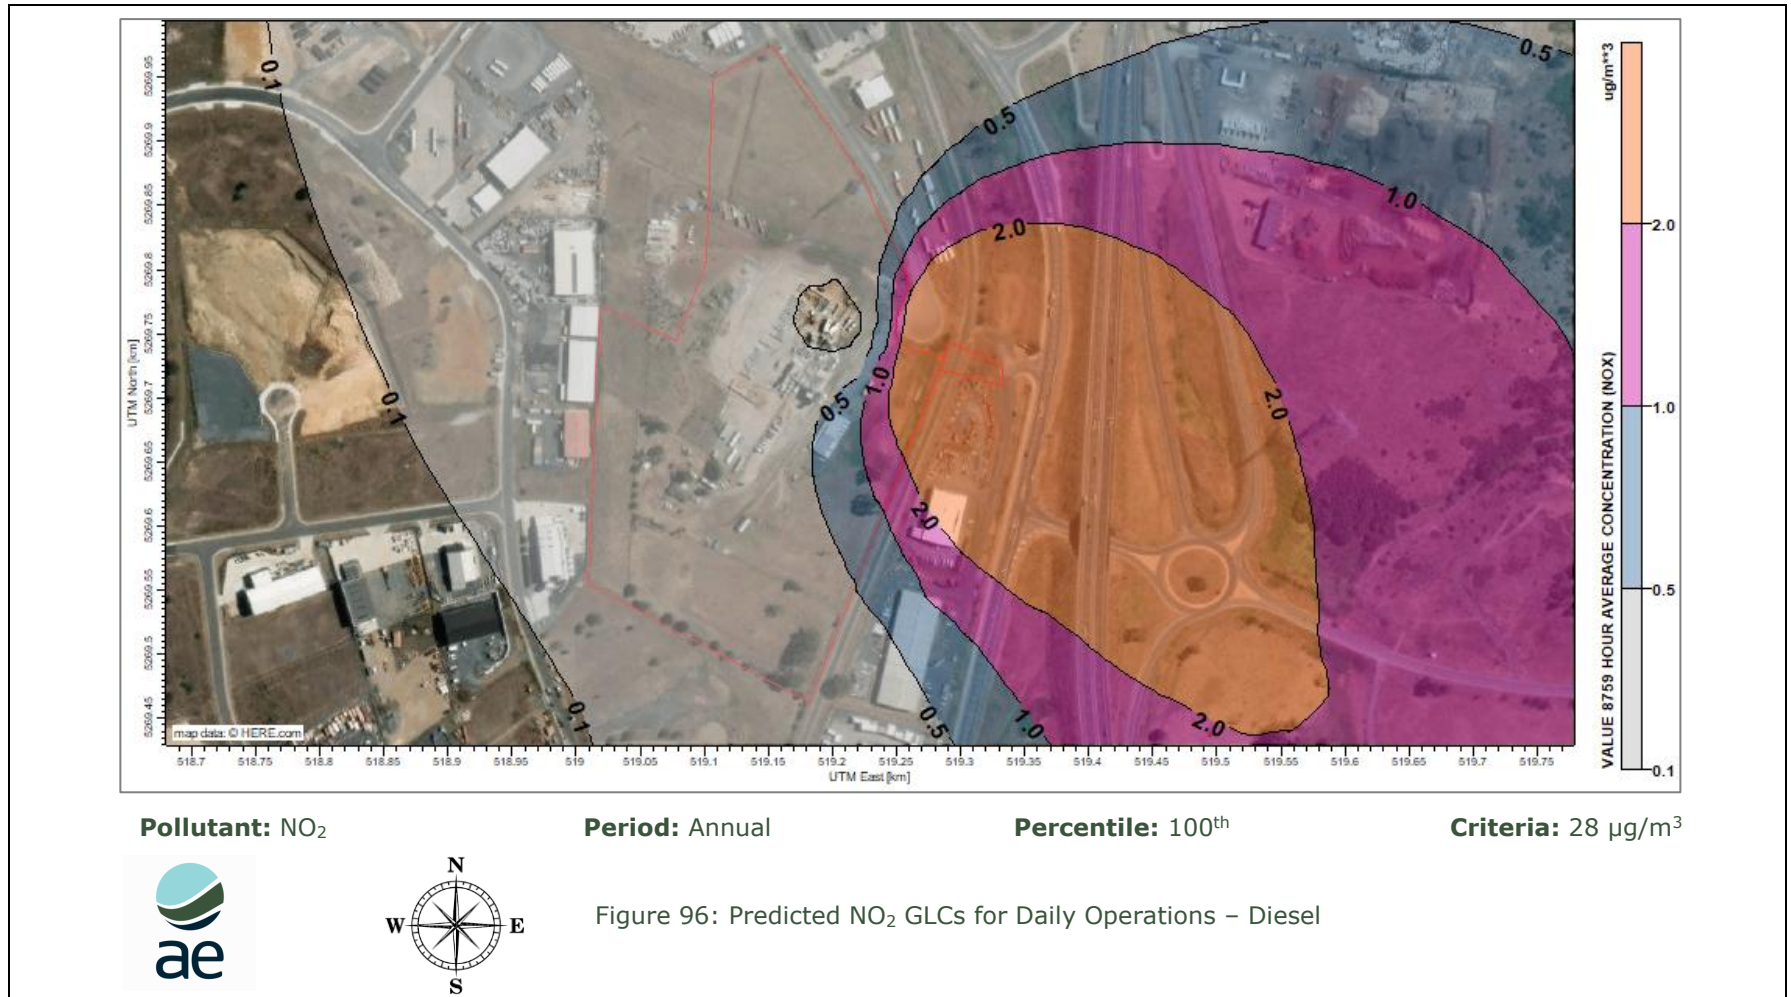 0.1
0.5
0.5
1.0
2.0
0.1
0.5
1.0
2.0
2.0
0.1
0.5
1.0
2.0
UTM North [km]
5269.95
5269.9
5269.85
5269.8
5269.75
5269.7
5269.65
5269.6
5269.55
5269.5
5269.45
map data: © HERE.com
518.7 518.75 518.8 518.85 518.9 518.95 519 519.05 519.1 519.15 519.2 519.25 519.3 519.35 519.4 519.45 519.5 519.55 519.6 519.65 519.7 519.75
UTM East [km]
ug/m**3
VALUE 8759 HOUR AVERAGE CONCENTRATION (NOX)
2.0
1.0
0.5
0.1
Pollutant: NO2 Period: Annual Percentile: 100th Criteria: 28 µg/m3
ae
N
W E
S
Figure 96: Predicted NO2 GLCs for Daily Operations – Diesel